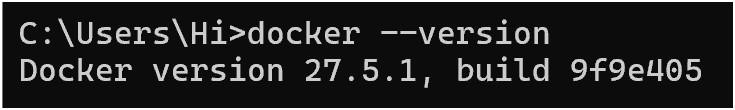 C:\Users\Hi>docker --version
Docker version 27.5.1, build 9f9e405